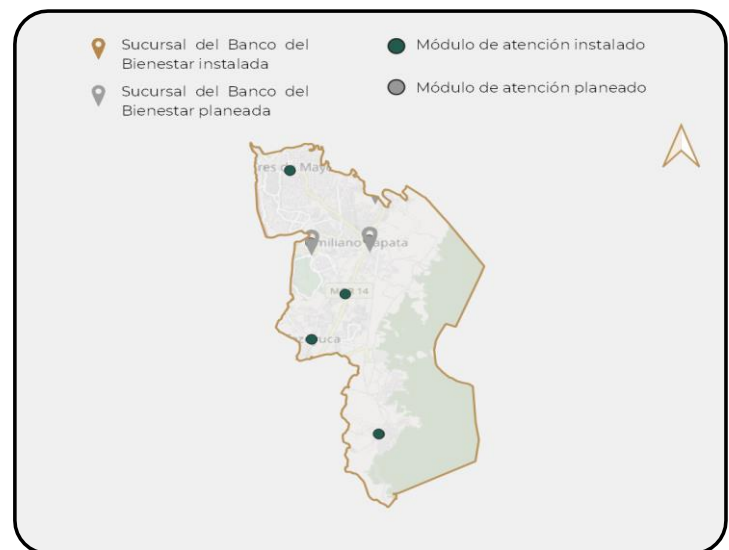 Sucursal del Banco del
Bienestar instalada
Sucursal del Banco del
Bienestar planeada
Módulo de atención instalado
Módulo de atención planeado